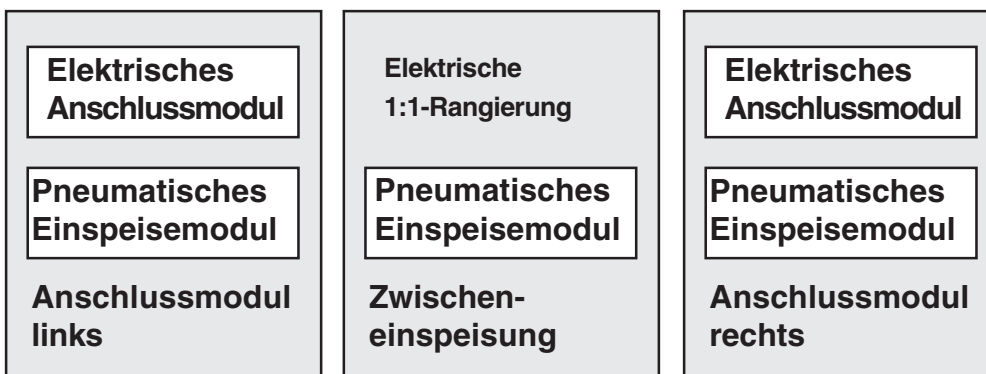 Elektrisches
Anschlussmodul
Pneumatisches
Einspeisemodul
Anschlussmodul
links
Elektrische
1:1-Rangierung
Pneumatisches
Einspeisemodul
Zwischen-
einspeisung
Elektrisches
Anschlussmodul
Pneumatisches
Einspeisemodul
Anschlussmodul
rechts